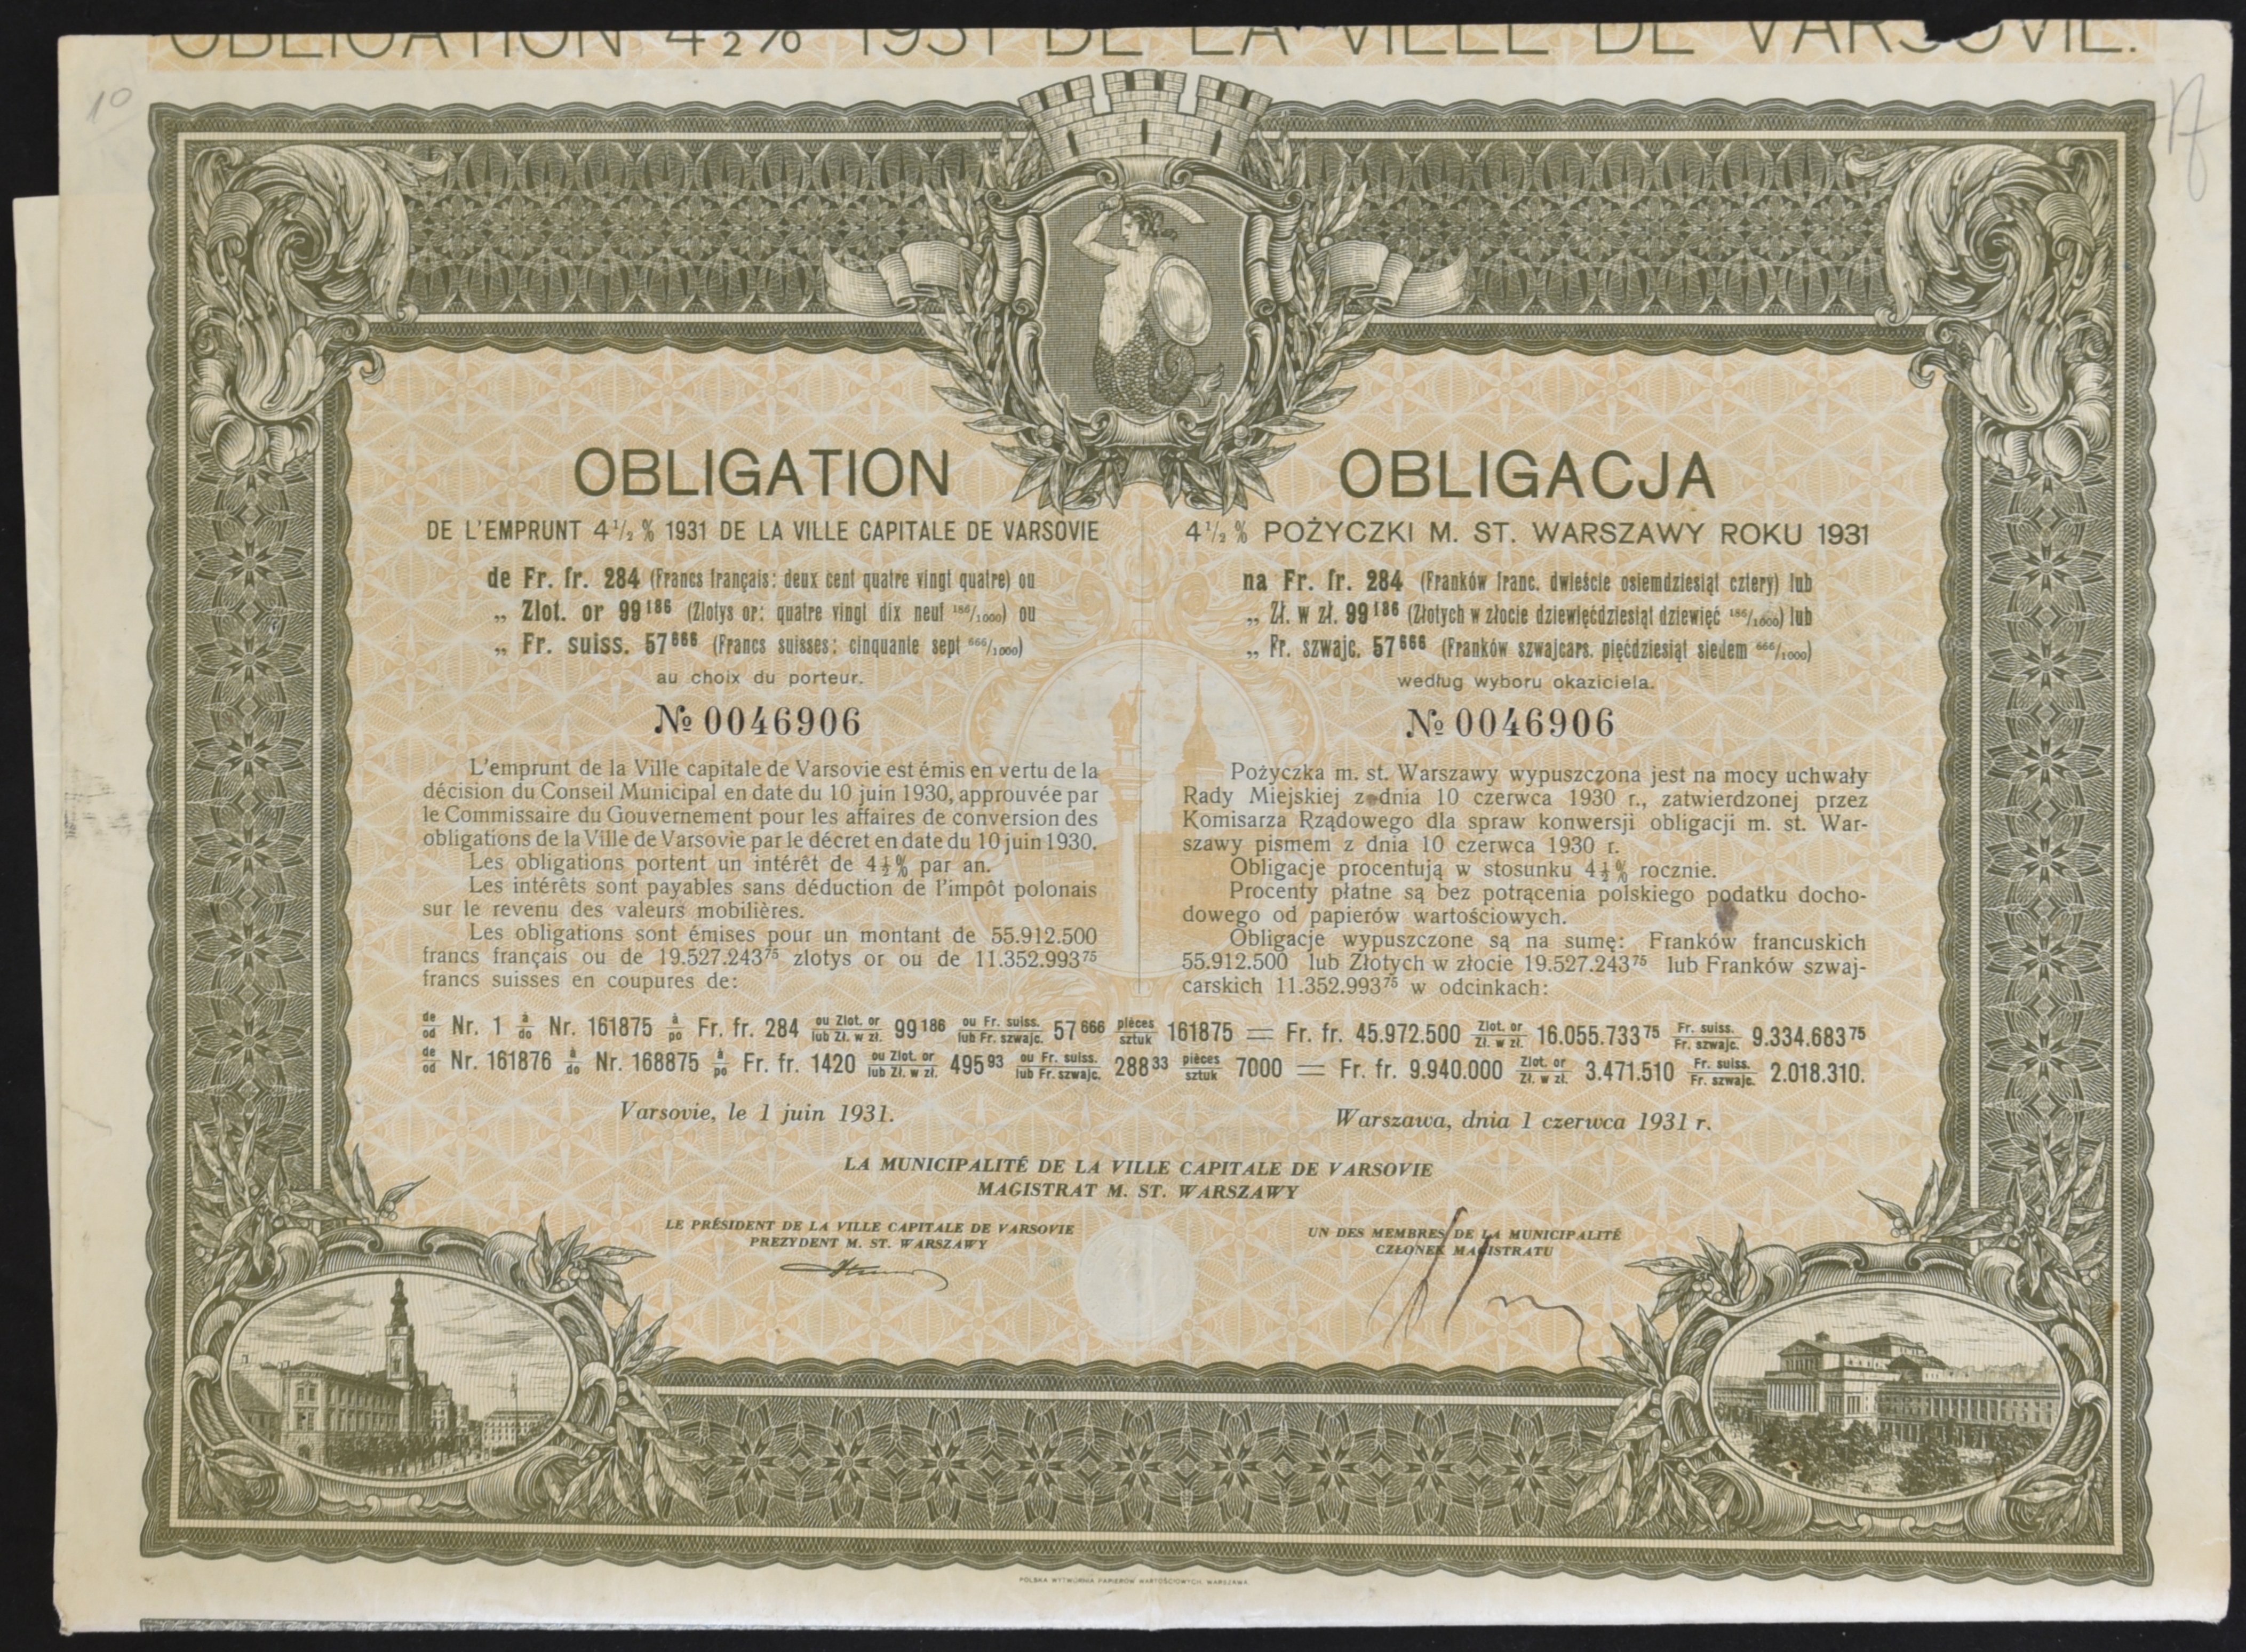 OBLIGATION 4½% 1931 DE LA VILLE DE VARSOVIE.
10
OBLIGATION
DE L'EMPRUNT 4½% 1931 DE LA VILLE CAPITALE DE VARSOVIE
de Fr. fr. 284 (Francs français: deux cent quatre vingt quatre) ou
„ Zlot. or 99¹⁸⁶ (Zlotys or: quatre vingt dix neuf ¹⁸⁶/₁₀₀₀) ou
„ Fr. suiss. 57⁶⁶⁶ (Francs suisses: cinquante sept ⁶⁶⁶/₁₀₀₀)
au choix du porteur.
№ 0046906
L'emprunt de la Ville capitale de Varsovie est émis en vertu de la
décision du Conseil Municipal en date du 10 juin 1930, approuvée par
le Commissaire du Gouvernement pour les affaires de conversion des
obligations de la Ville de Varsovie par le décret en date du 10 juin 1930.
Les obligations portent un intérêt de 4½% par an.
Les intérêts sont payables sans déduction de l'impôt polonais
sur le revenu des valeurs mobilières.
Les obligations sont émises pour un montant de 55.912.500
francs français ou de 19.527.243⁷⁵ zlotys or ou de 11.352.993⁷⁵
francs suisses en coupures de:
OBLIGACJA
4½% POŻYCZKI M. ST. WARSZAWY ROKU 1931
na Fr. fr. 284 (Franków franc. dwieście osiemdziesiąt cztery) lub
„ Zł. w zł. 99¹⁸⁶ (Złotych w złocie dziewięćdziesiąt dziewięć ¹⁸⁶/₁₀₀₀) lub
„ Fr. szwajc. 57⁶⁶⁶ (Franków szwajcars. pięćdziesiąt siedem ⁶⁶⁶/₁₀₀₀)
według wyboru okaziciela.
№ 0046906
Pożyczka m. st. Warszawy wypuszczona jest na mocy uchwały
Rady Miejskiej z dnia 10 czerwca 1930 r., zatwierdzonej przez
Komisarza Rządowego dla spraw konwersji obligacji m. st. War-
szawy pismem z dnia 10 czerwca 1930 r.
Obligacje procentują w stosunku 4½% rocznie.
Procenty płatne są bez potrącenia polskiego podatku docho-
dowego od papierów wartościowych.
Obligacje wypuszczone są na sumę: Franków francuskich
55.912.500 lub Złotych w złocie 19.527.243⁷⁵ lub Franków szwaj-
carskich 11.352.993⁷⁵ w odcinkach:
de/od Nr. 1 à/do Nr. 161875 à/po Fr. fr. 284 ou Zlot. or/lub Zł. w zł. 99¹⁸⁶ ou Fr. suiss./lub Fr. szwajc. 57⁶⁶⁶ pièces/sztuk 161875 = Fr. fr. 45.972.500 Zlot. or/Zł. w zł. 16.055.733⁷⁵ Fr. suiss./Fr. szwajc. 9.334.683⁷⁵
de/od Nr. 161876 à/do Nr. 168875 à/po Fr. fr. 1420 ou Zlot. or/lub Zł. w zł. 495⁹³ ou Fr. suiss./lub Fr. szwajc. 288³³ pièces/sztuk 7000 = Fr. fr. 9.940.000 Zlot. or/Zł. w zł. 3.471.510 Fr. suiss./Fr. szwajc. 2.018.310.
Varsovie, le 1 juin 1931.
Warszawa, dnia 1 czerwca 1931 r.
LA MUNICIPALITÉ DE LA VILLE CAPITALE DE VARSOVIE
MAGISTRAT M. ST. WARSZAWY
LE PRÉSIDENT DE LA VILLE CAPITALE DE VARSOVIE
PREZYDENT M. ST. WARSZAWY
UN DES MEMBRES DE LA MUNICIPALITÉ
CZŁONEK MAGISTRATU
POLSKA WYTWÓRNIA PAPIERÓW WARTOŚCIOWYCH. WARSZAWA.